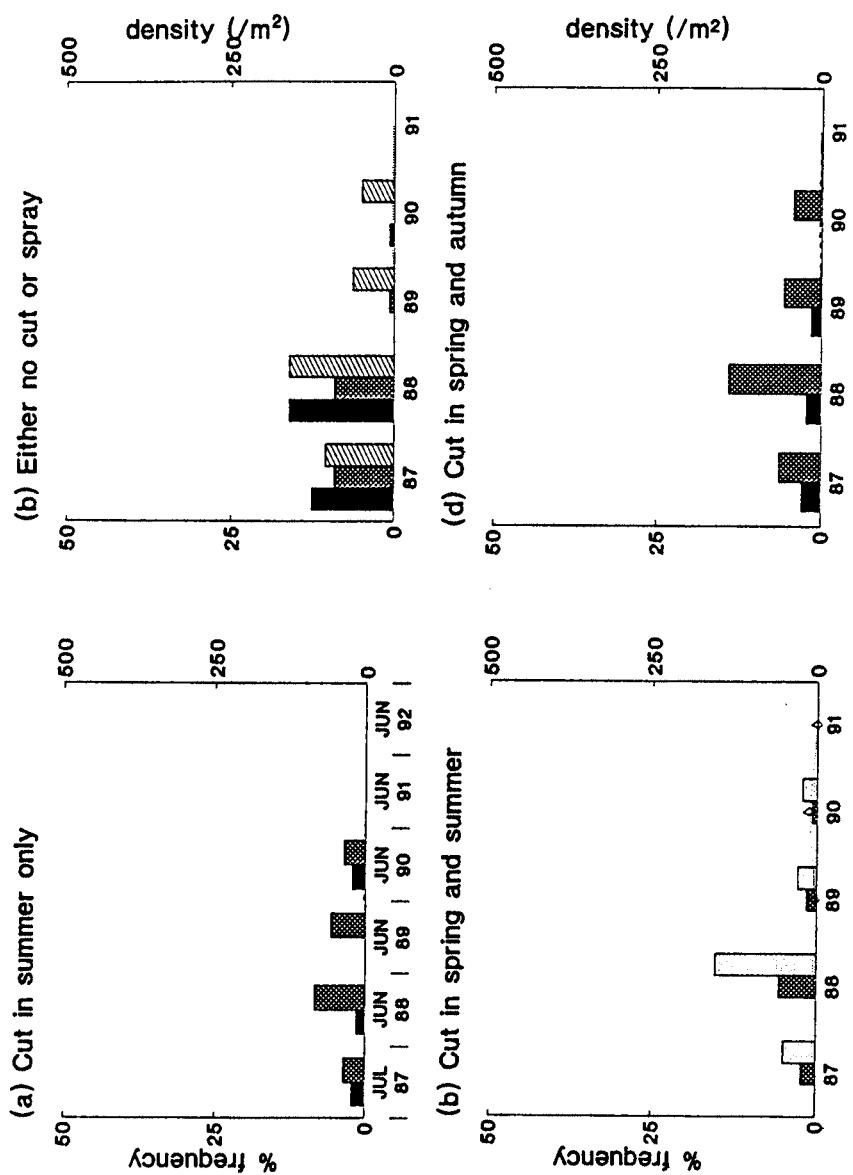 (a) Cut in summer only
50
25
0
% frequency
500
0
JUL JUN JUN JUN JUN JUN
| 87 | 88 | 89 | 90 | 91 | 92 |
(b) Either no cut or spray
50
25
0
500
250
0
density (/m²)
87 88 89 90 91
(b) Cut in spring and summer
50
25
0
% frequency
500
250
0
87 88 89 90 91
(d) Cut in spring and autumn
50
25
0
500
250
0
density (/m²)
87 88 89 90 91